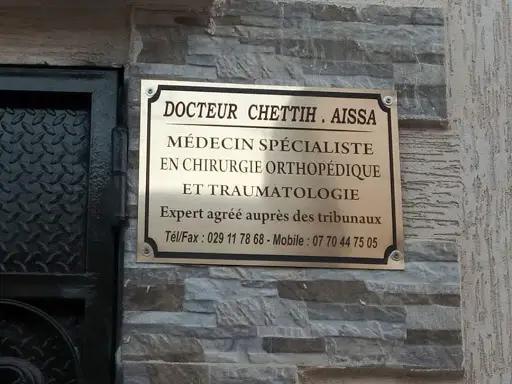 DOCTEUR CHETTIH . AISSA
MÉDECIN SPÉCIALISTE
EN CHIRURGIE ORTHOPÉDIQUE
ET TRAUMATOLOGIE
Expert agréé auprès des tribunaux
Tél/Fax : 029 11 78 68 - Mobile : 07 70 44 75 05